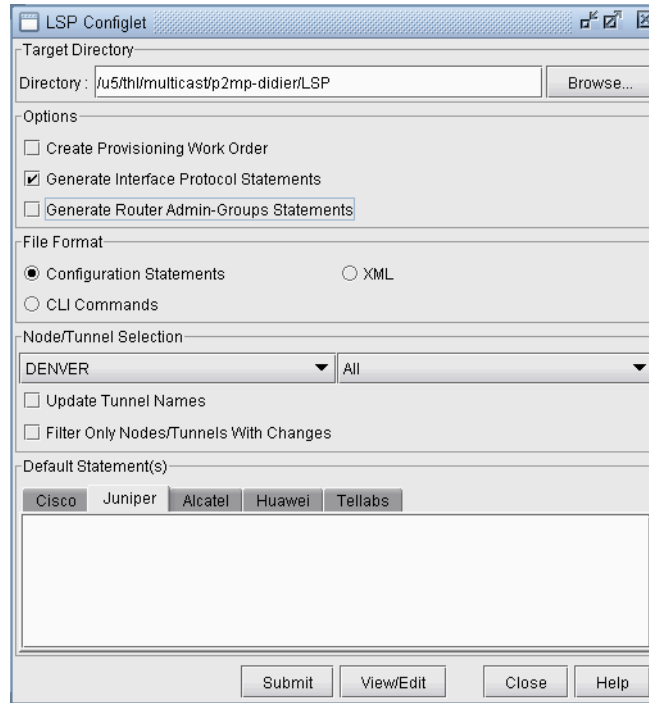 LSP Configlet
Target Directory
Directory : /u5/thl/multicast/p2mp-didier/LSP Browse...
Options
Create Provisioning Work Order
Generate Interface Protocol Statements
Generate Router Admin-Groups Statements
File Format
Configuration Statements XML
CLI Commands
Node/Tunnel Selection
DENVER All
Update Tunnel Names
Filter Only Nodes/Tunnels With Changes
Default Statement(s)
Cisco Juniper Alcatel Huawei Tellabs
Submit View/Edit Close Help